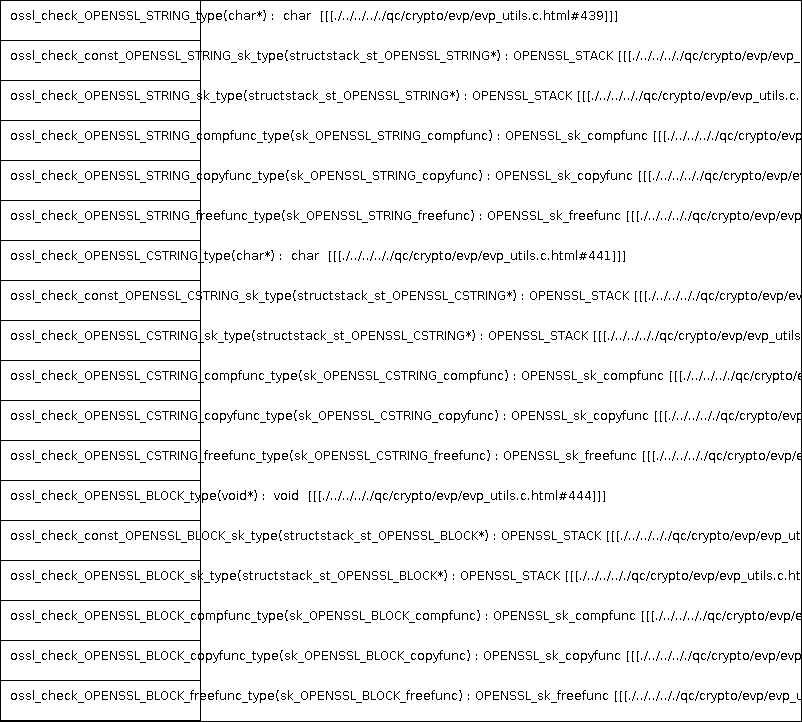 ossl_check_OPENSSL_STRING_type(char*) : char [[[./../../../qc/crypto/evp/evp_utils.c.html#439]]]
ossl_check_const_OPENSSL_STRING_sk_type(structstack_st_OPENSSL_STRING*) : OPENSSL_STACK [[[./../../../qc/crypto/evp/evp_
ossl_check_OPENSSL_STRING_sk_type(structstack_st_OPENSSL_STRING*) : OPENSSL_STACK [[[./../../../qc/crypto/evp/evp_utils.c.
ossl_check_OPENSSL_STRING_compfunc_type(sk_OPENSSL_STRING_compfunc) : OPENSSL_sk_compfunc [[[./../../../qc/crypto/evp
ossl_check_OPENSSL_STRING_copyfunc_type(sk_OPENSSL_STRING_copyfunc) : OPENSSL_sk_copyfunc [[[./../../../qc/crypto/ev
ossl_check_OPENSSL_STRING_freefunc_type(sk_OPENSSL_STRING_freefunc) : OPENSSL_sk_freefunc [[[./../../../qc/crypto/evp/evp
ossl_check_OPENSSL_CSTRING_type(char*) : char [[[./../../../qc/crypto/evp/evp_utils.c.html#441]]]
ossl_check_const_OPENSSL_CSTRING_sk_type(structstack_st_OPENSSL_CSTRING*) : OPENSSL_STACK [[[./../../../qc/crypto/evp/ev
ossl_check_OPENSSL_CSTRING_sk_type(structstack_st_OPENSSL_CSTRING*) : OPENSSL_STACK [[[./../../../qc/crypto/evp/evp_utils
ossl_check_OPENSSL_CSTRING_compfunc_type(sk_OPENSSL_CSTRING_compfunc) : OPENSSL_sk_compfunc [[[./../../../qc/crypto/e
ossl_check_OPENSSL_CSTRING_copyfunc_type(sk_OPENSSL_CSTRING_copyfunc) : OPENSSL_sk_copyfunc [[[./../../../qc/crypto/evp
ossl_check_OPENSSL_CSTRING_freefunc_type(sk_OPENSSL_CSTRING_freefunc) : OPENSSL_sk_freefunc [[[./../../../qc/crypto/evp/e
ossl_check_OPENSSL_BLOCK_type(void*) : void [[[./../../../qc/crypto/evp/evp_utils.c.html#444]]]
ossl_check_const_OPENSSL_BLOCK_sk_type(structstack_st_OPENSSL_BLOCK*) : OPENSSL_STACK [[[./../../../qc/crypto/evp/evp_ut
ossl_check_OPENSSL_BLOCK_sk_type(structstack_st_OPENSSL_BLOCK*) : OPENSSL_STACK [[[./../../../qc/crypto/evp/evp_utils.c.ht
ossl_check_OPENSSL_BLOCK_compfunc_type(sk_OPENSSL_BLOCK_compfunc) : OPENSSL_sk_compfunc [[[./../../../qc/crypto/evp/e
ossl_check_OPENSSL_BLOCK_copyfunc_type(sk_OPENSSL_BLOCK_copyfunc) : OPENSSL_sk_copyfunc [[[./../../../qc/crypto/evp/evp
ossl_check_OPENSSL_BLOCK_freefunc_type(sk_OPENSSL_BLOCK_freefunc) : OPENSSL_sk_freefunc [[[./../../../qc/crypto/evp/evp_u